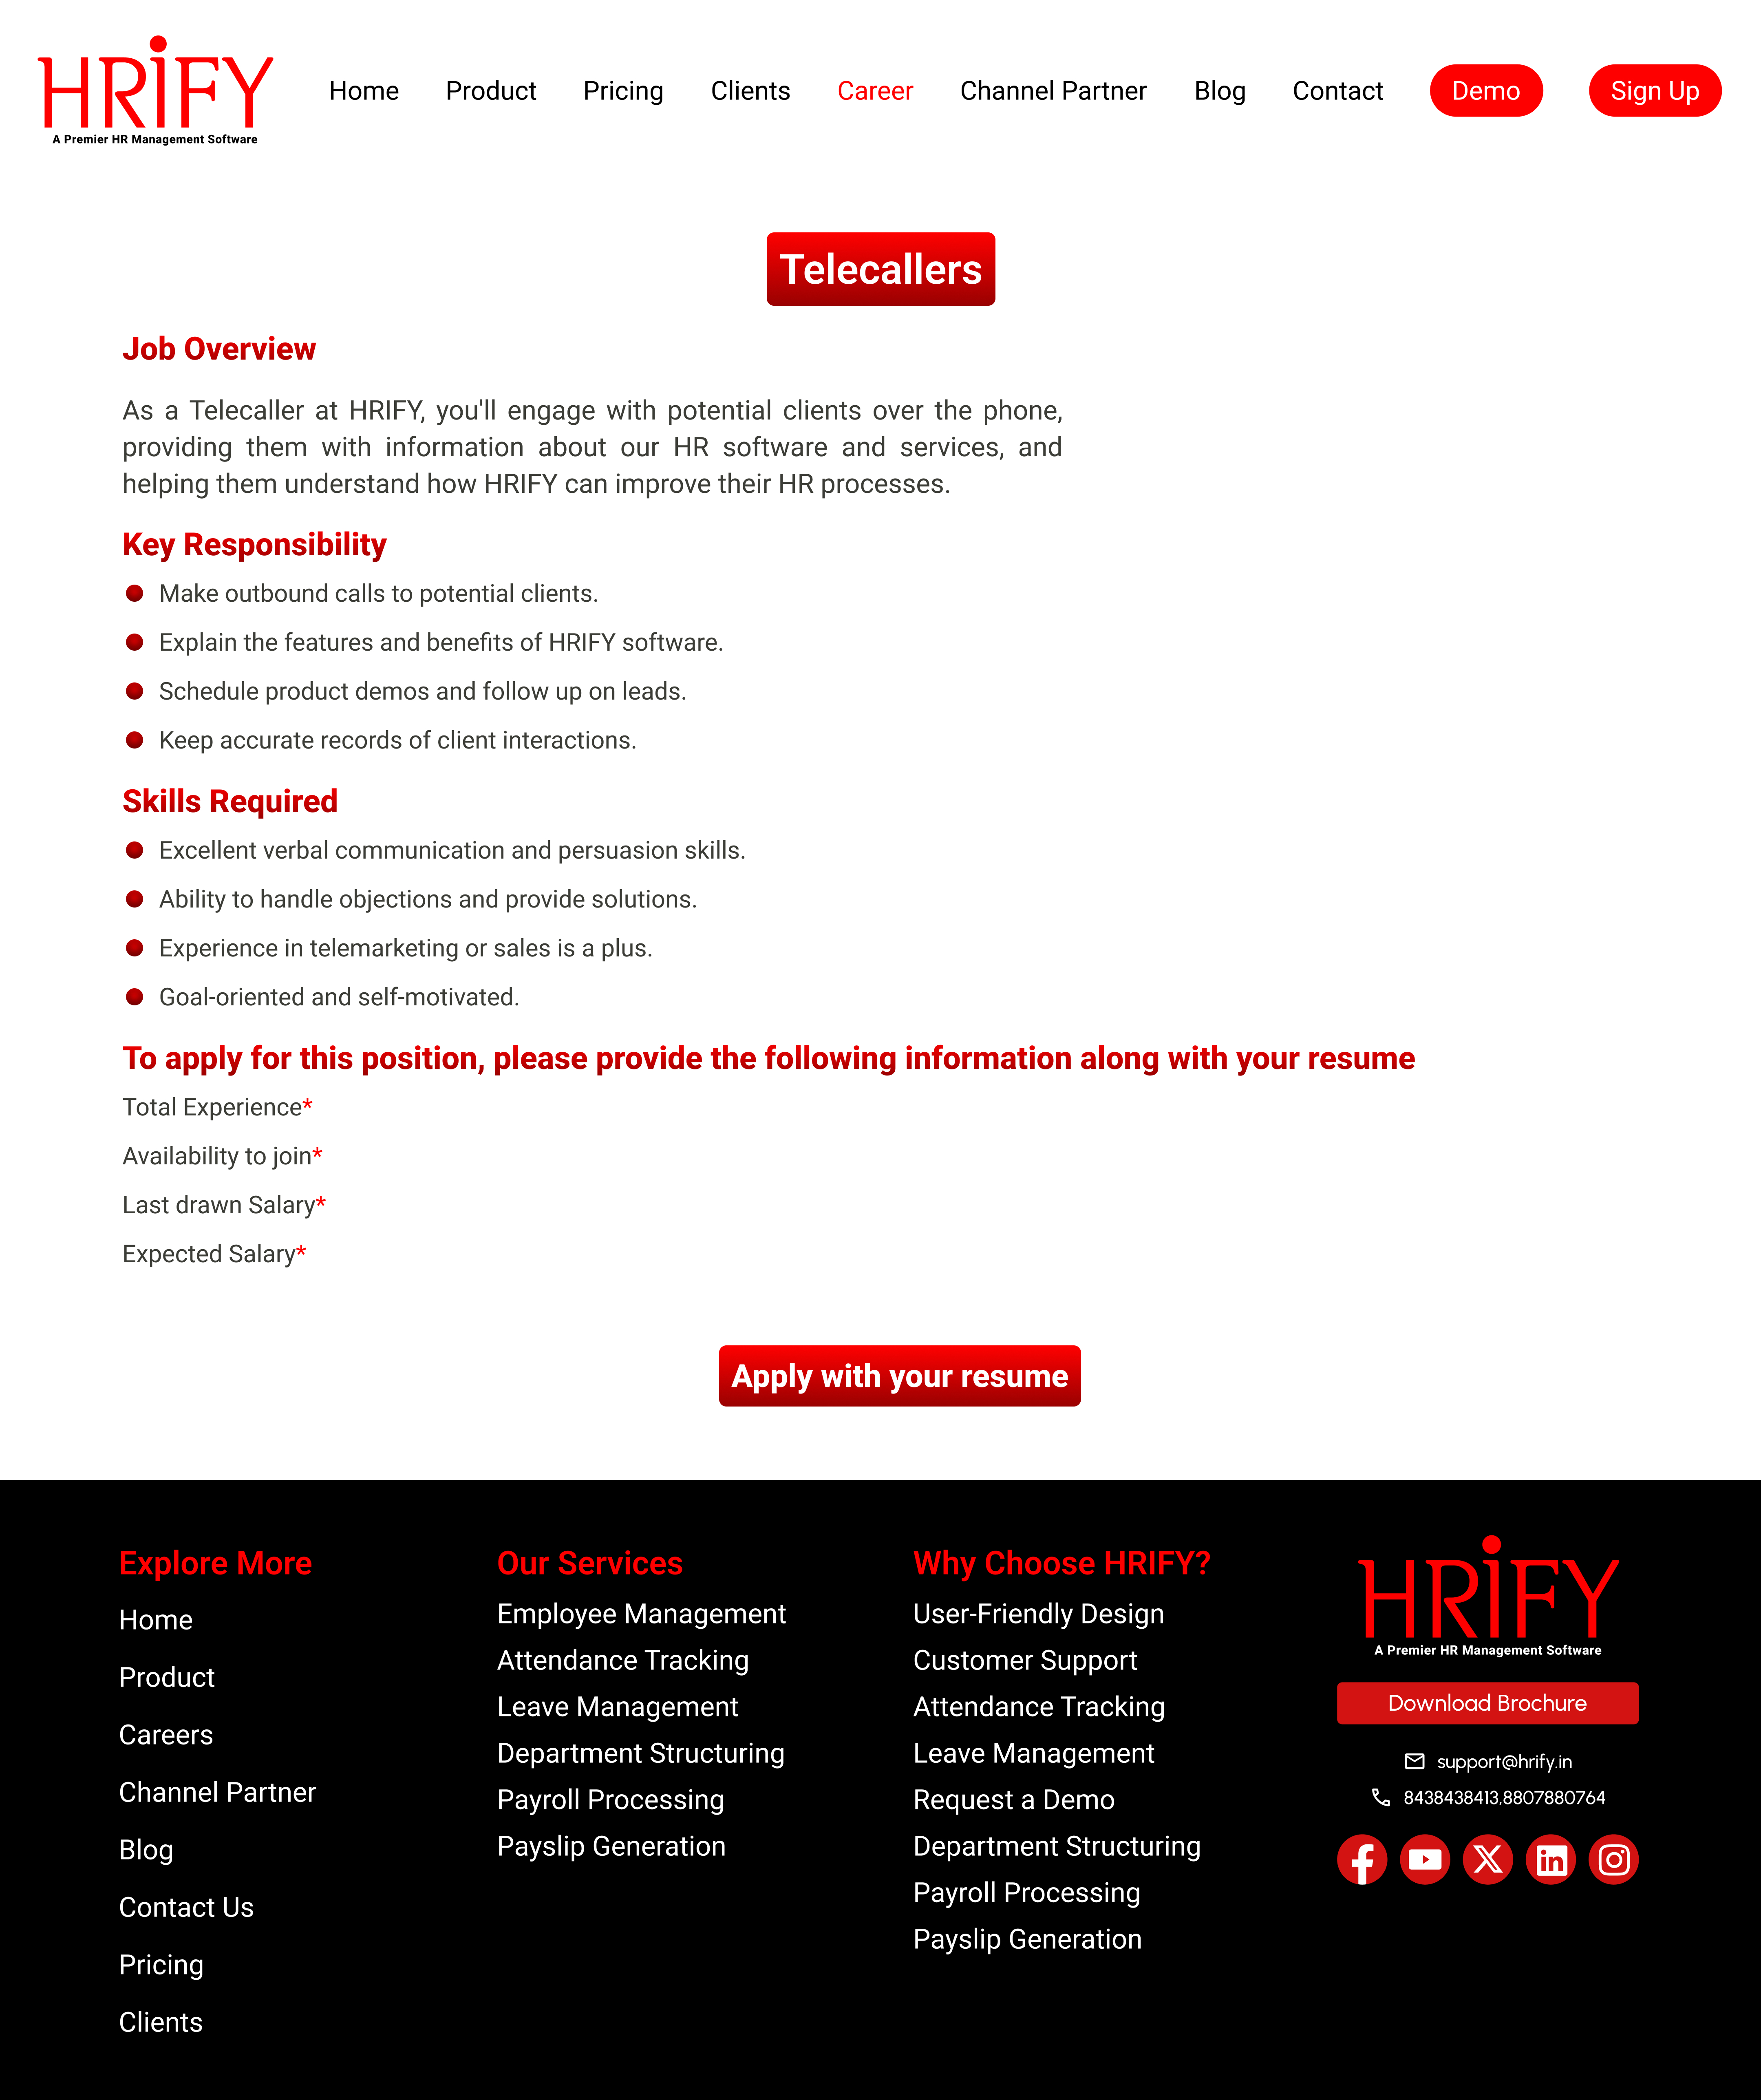 HRIFY
A Premier HR Management Software
Home Product Pricing Clients Career Channel Partner Blog Contact Demo Sign Up
Telecallers
Job Overview
As a Telecaller at HRIFY, you'll engage with potential clients over the phone,
providing them with information about our HR software and services, and
helping them understand how HRIFY can improve their HR processes.
Key Responsibility
Make outbound calls to potential clients.
Explain the features and benefits of HRIFY software.
Schedule product demos and follow up on leads.
Keep accurate records of client interactions.
Skills Required
Excellent verbal communication and persuasion skills.
Ability to handle objections and provide solutions.
Experience in telemarketing or sales is a plus.
Goal-oriented and self-motivated.
To apply for this position, please provide the following information along with your resume
Total Experience*
Availability to join*
Last drawn Salary*
Expected Salary*
Apply with your resume
Explore More
Home
Product
Careers
Channel Partner
Blog
Contact Us
Pricing
Clients
Our Services
Employee Management
Attendance Tracking
Leave Management
Department Structuring
Payroll Processing
Payslip Generation
Why Choose HRIFY?
User-Friendly Design
Customer Support
Attendance Tracking
Leave Management
Request a Demo
Department Structuring
Payroll Processing
Payslip Generation
HRIFY
A Premier HR Management Software
Download Brochure
support@hrify.in
8438438413,8807880764